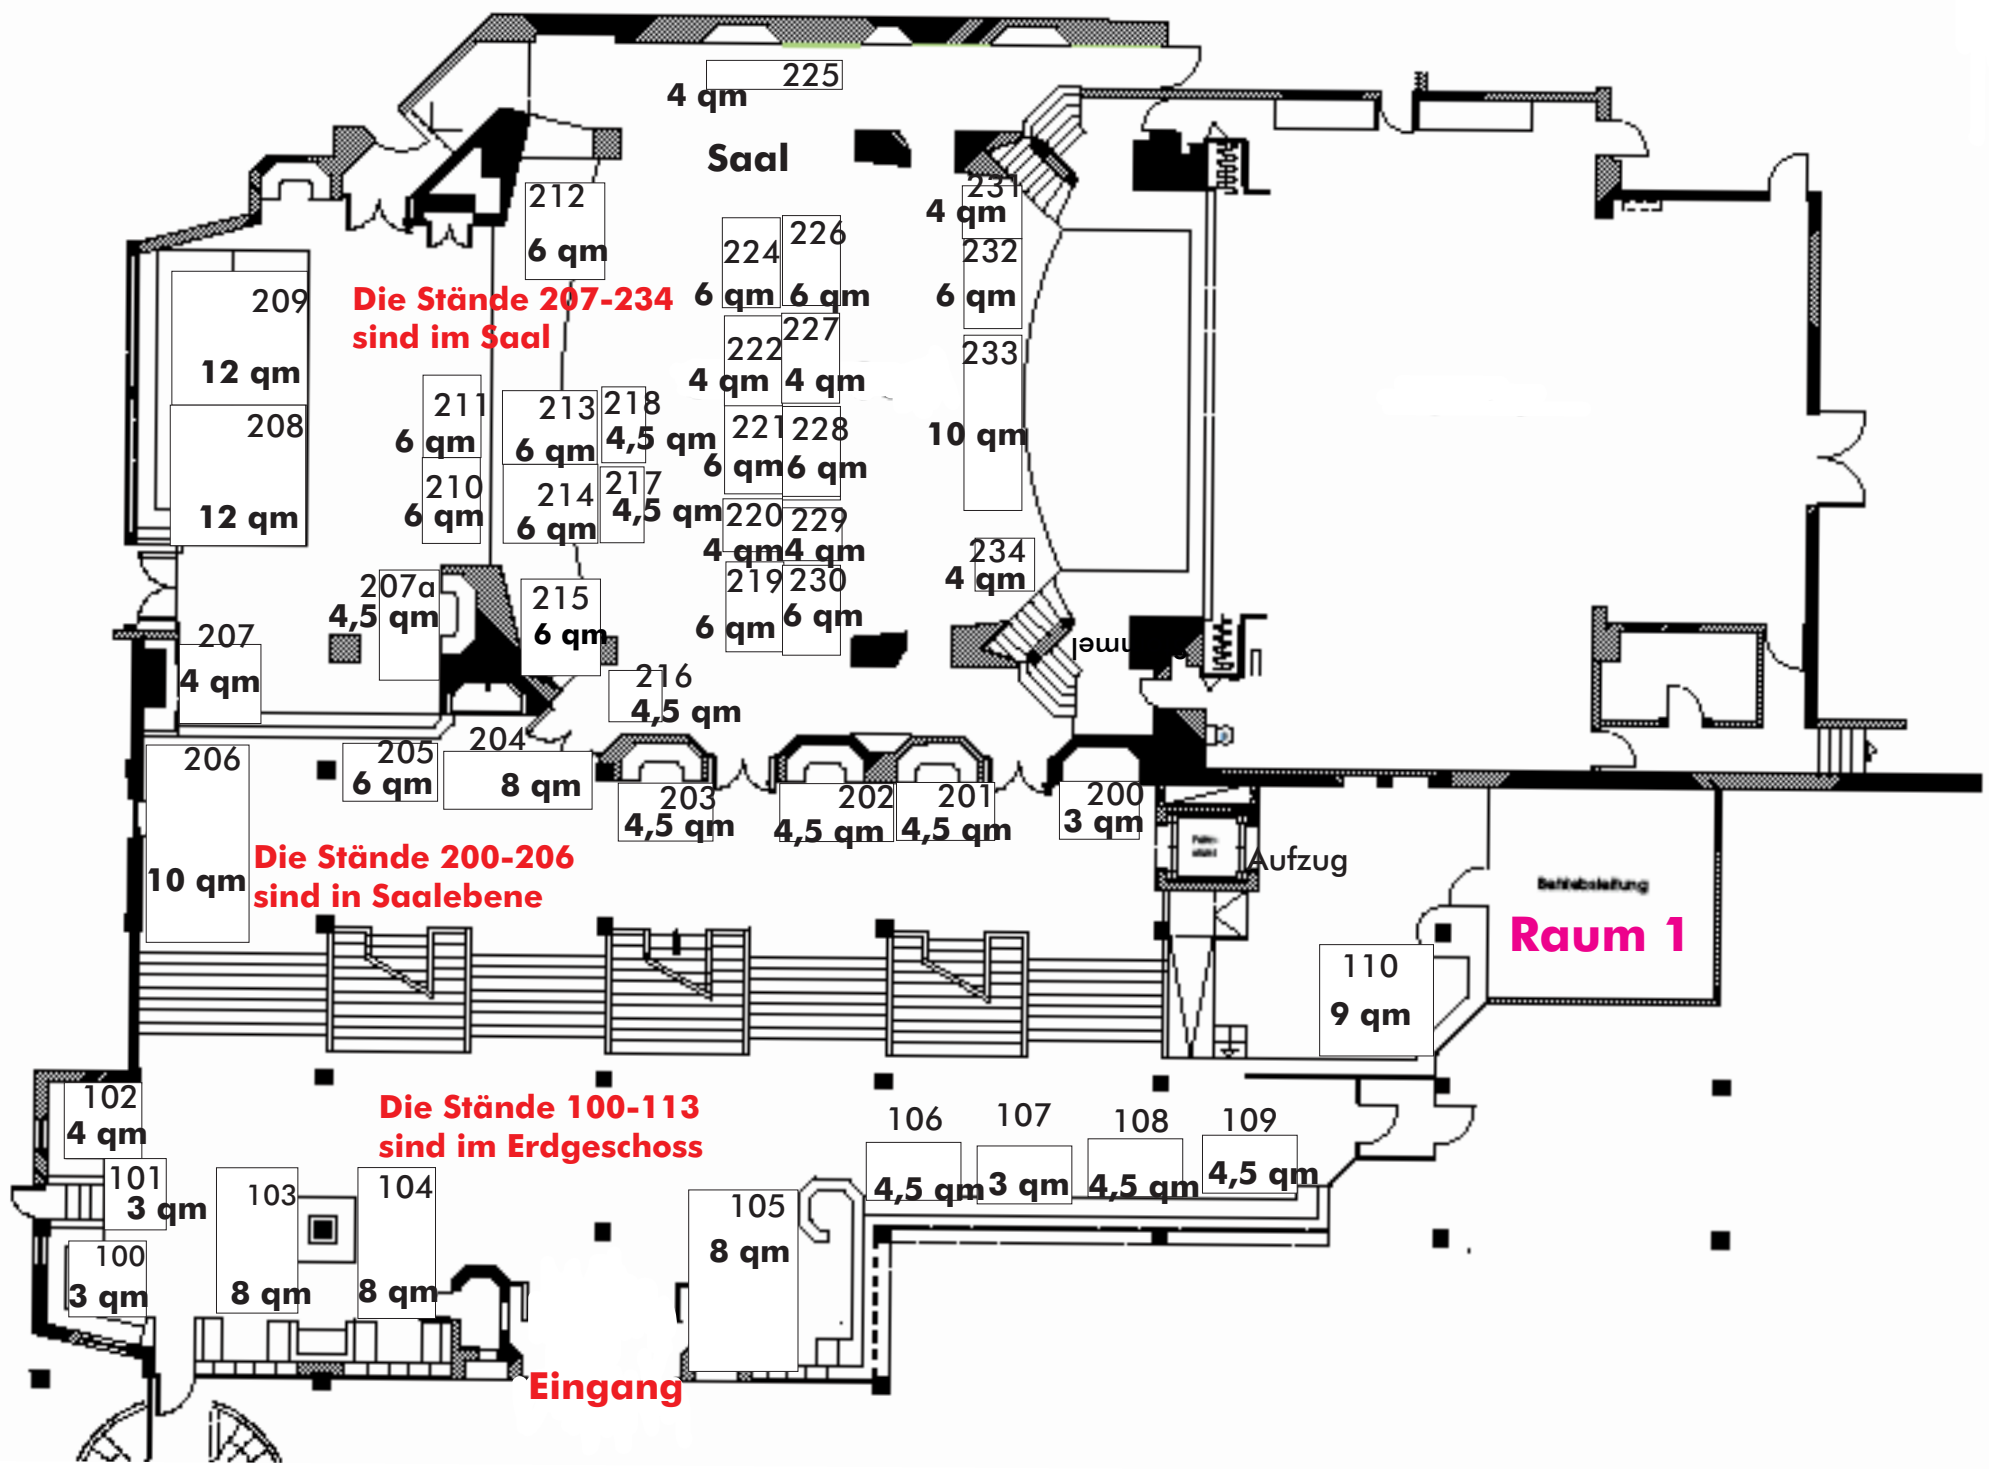 225
4 qm
Saal
212
6 qm
231
4 qm
224
6 qm
226
6 qm
232
6 qm
209
12 qm
Die Stände 207-234
sind im Saal
222
4 qm
227
4 qm
233
10 qm
208
12 qm
211
6 qm
213
6 qm
218
4,5 qm
221
6 qm
228
6 qm
210
6 qm
214
6 qm
217
4,5 qm
220
4 qm
229
4 qm
234
4 qm
207a
4,5 qm
215
6 qm
219
6 qm
230
6 qm
207
4 qm
216
4,5 qm
206
10 qm
205
6 qm
204
8 qm
203
4,5 qm
202
4,5 qm
201
4,5 qm
200
3 qm
Aufzug
Die Stände 200-206
sind in Saalebene
Betriebsleitung
Raum 1
110
9 qm
102
4 qm
Die Stände 100-113
sind im Erdgeschoss
106
4,5 qm
107
3 qm
108
4,5 qm
109
4,5 qm
101
3 qm
103
8 qm
104
8 qm
105
8 qm
100
3 qm
Eingang